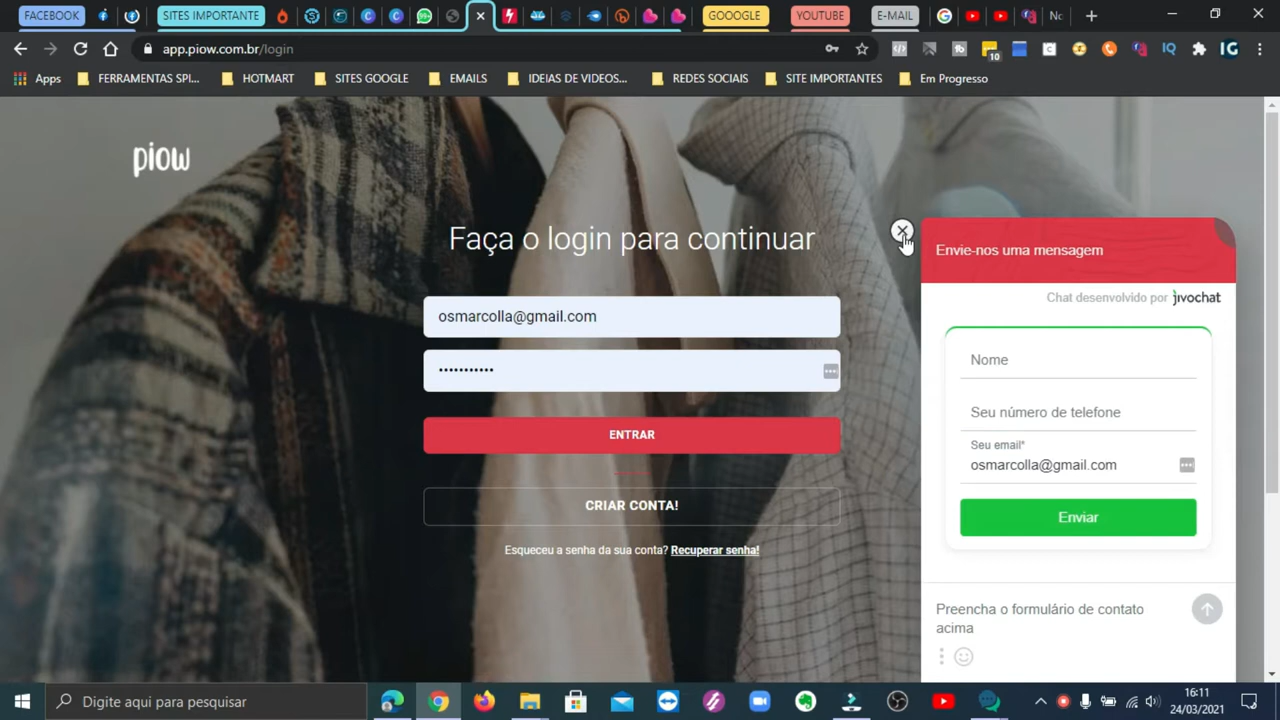 FACEBOOK
SITES IMPORTANTE
GOOOGLE
YOUTUBE
E-MAIL
app.piow.com.br/login
10
IQ
IG
Apps
FERRAMENTAS SPI...
HOTMART
SITES GOOGLE
EMAILS
IDEIAS DE VIDEOS...
REDES SOCIAIS
SITE IMPORTANTES
Em Progresso
piow
Faça o login para continuar
osmarcolla@gmail.com
•••••••••••
ENTRAR
CRIAR CONTA!
Esqueceu a senha da sua conta? Recuperar senha!
Envie-nos uma mensagem
Chat desenvolvido por jivochat
Nome
Seu número de telefone
Seu email*
osmarcolla@gmail.com
Enviar
Preencha o formulário de contato
acima
Digite aqui para pesquisar
16:11
24/03/2021